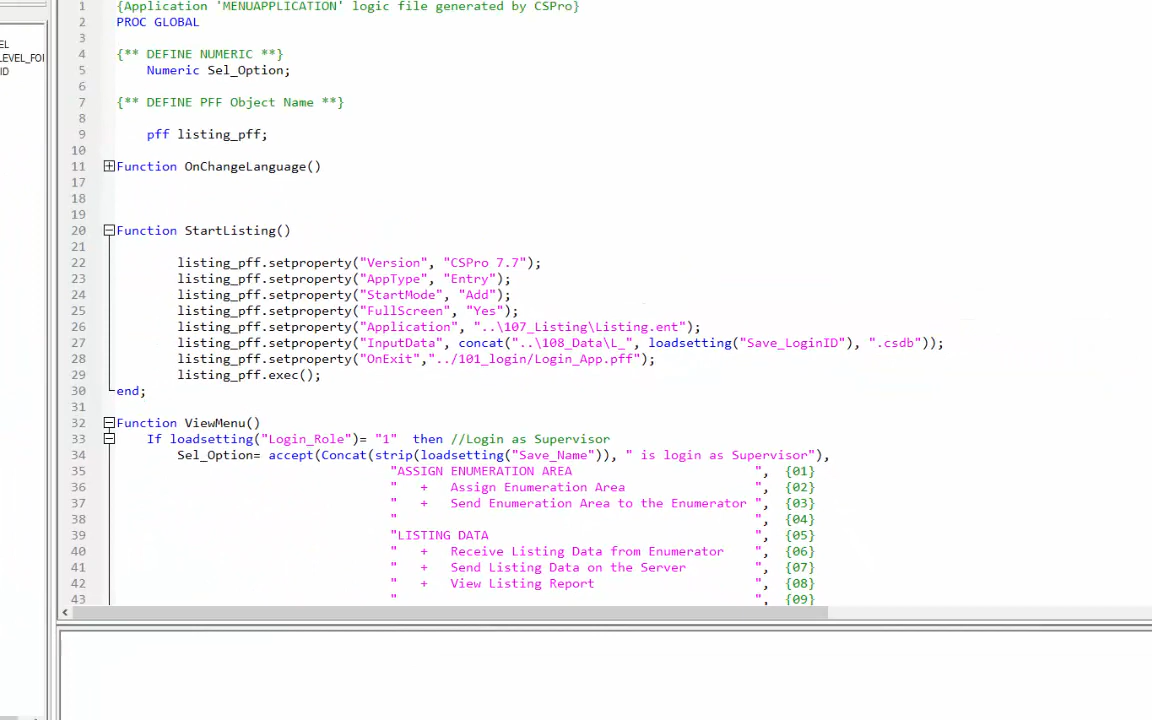 EL
LEVEL_FO
ID
1 {Application 'MENUAPPLICATION' logic file generated by CSPro}
2 PROC GLOBAL
3
4 {** DEFINE NUMERIC **}
5 Numeric Sel_Option;
6
7 {** DEFINE PFF Object Name **}
8
9 pff listing_pff;
10
11 Function OnChangeLanguage()
17
18
19
20 Function StartListing()
21
22 listing_pff.setproperty("Version", "CSPro 7.7");
23 listing_pff.setproperty("AppType", "Entry");
24 listing_pff.setproperty("StartMode", "Add");
25 listing_pff.setproperty("FullScreen", "Yes");
26 listing_pff.setproperty("Application", "..\107_Listing\Listing.ent");
27 listing_pff.setproperty("InputData", concat("..\108_Data\L_", loadsetting("Save_LoginID"), ".csdb"));
28 listing_pff.setproperty("OnExit","../101_login/Login_App.pff");
29 listing_pff.exec();
30 end;
31
32 Function ViewMenu()
33 If loadsetting("Login_Role")= "1" then //Login as Supervisor
34 Sel_Option= accept(Concat(strip(loadsetting("Save_Name")), " is login as Supervisor"),
35 "ASSIGN ENUMERATION AREA ", {01}
36 " + Assign Enumeration Area ", {02}
37 " + Send Enumeration Area to the Enumerator ", {03}
38 " ", {04}
39 "LISTING DATA ", {05}
40 " + Receive Listing Data from Enumerator ", {06}
41 " + Send Listing Data on the Server ", {07}
42 " + View Listing Report ", {08}
43 " ", {09}